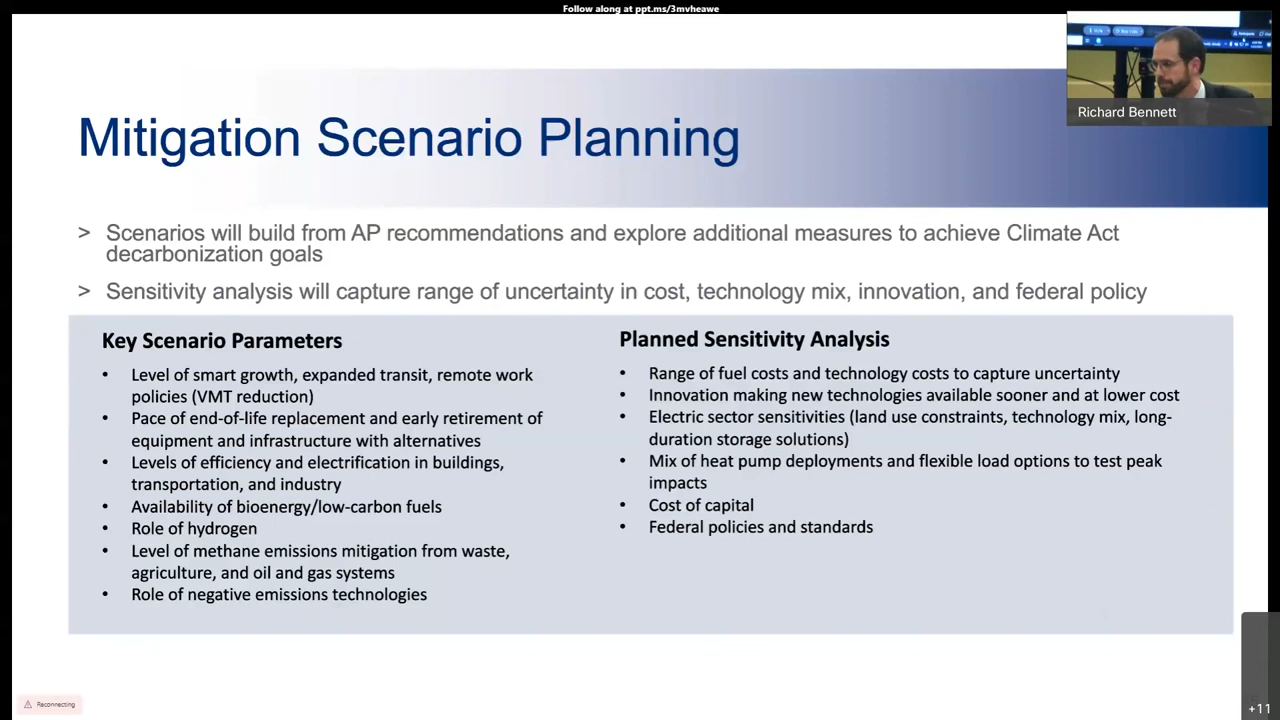 Follow along at ppt.ms/3mvheawe
Richard Bennett
Mitigation Scenario Planning
> Scenarios will build from AP recommendations and explore additional measures to achieve Climate Act
decarbonization goals
> Sensitivity analysis will capture range of uncertainty in cost, technology mix, innovation, and federal policy
Key Scenario Parameters
• Level of smart growth, expanded transit, remote work
policies (VMT reduction)
• Pace of end-of-life replacement and early retirement of
equipment and infrastructure with alternatives
• Levels of efficiency and electrification in buildings,
transportation, and industry
• Availability of bioenergy/low-carbon fuels
• Role of hydrogen
• Level of methane emissions mitigation from waste,
agriculture, and oil and gas systems
• Role of negative emissions technologies
Planned Sensitivity Analysis
• Range of fuel costs and technology costs to capture uncertainty
• Innovation making new technologies available sooner and at lower cost
• Electric sector sensitivities (land use constraints, technology mix, long-
duration storage solutions)
• Mix of heat pump deployments and flexible load options to test peak
impacts
• Cost of capital
• Federal policies and standards
Reconnecting
+11